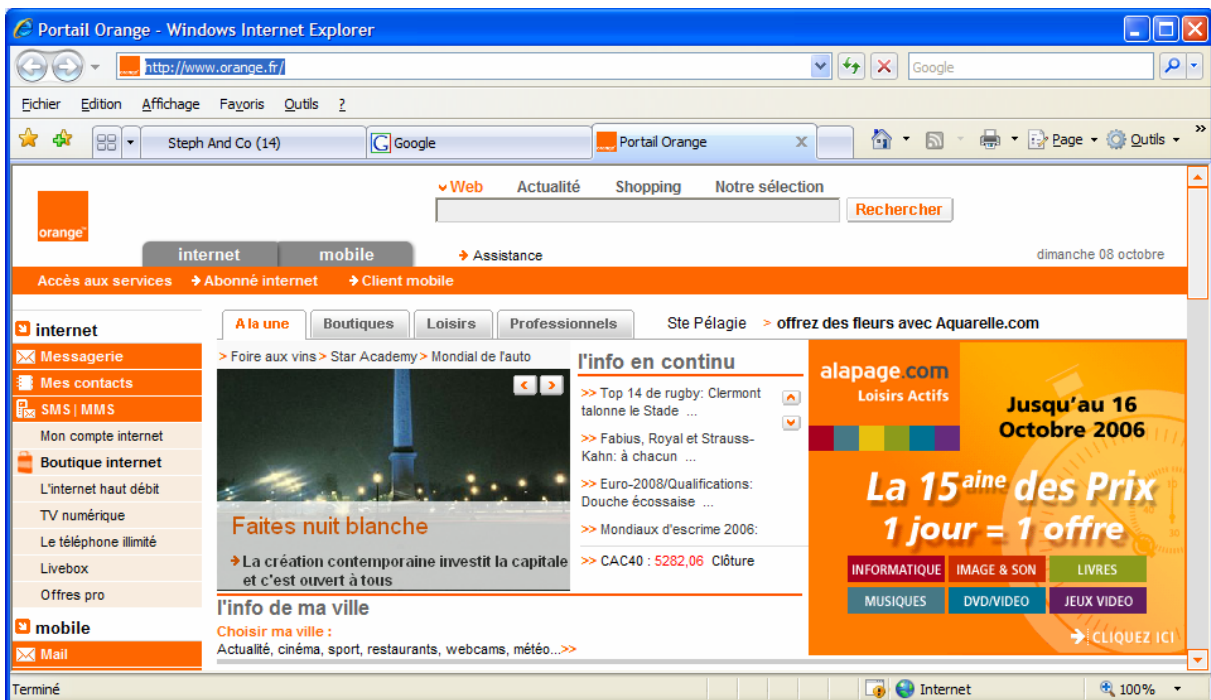 Portail Orange - Windows Internet Explorer
http://www.orange.fr/
Google
Fichier Edition Affichage Favoris Outils ?
Steph And Co (14) Google Portail Orange Page Outils
Web Actualité Shopping Notre sélection
Rechercher
orange™
internet mobile Assistance dimanche 08 octobre
Accès aux services Abonné internet Client mobile
internet
Messagerie
Mes contacts
SMS | MMS
Mon compte internet
Boutique internet
L'internet haut débit
TV numérique
Le téléphone illimité
Livebox
Offres pro
mobile
Mail
A la une Boutiques Loisirs Professionnels Ste Pélagie > offrez des fleurs avec Aquarelle.com
> Foire aux vins > Star Academy > Mondial de l'auto
Faites nuit blanche
La création contemporaine investit la capitale
et c'est ouvert à tous
l'info en continu
>> Top 14 de rugby: Clermont
talonne le Stade ...
>> Fabius, Royal et Strauss-
Kahn: à chacun ...
>> Euro-2008/Qualifications:
Douche écossaise ...
>> Mondiaux d'escrime 2006:
>> CAC40 : 5282,06 Clôture
l'info de ma ville
Choisir ma ville :
Actualité, cinéma, sport, restaurants, webcams, météo...>>
alapage.com
Loisirs Actifs
Jusqu'au 16
Octobre 2006
La 15aine des Prix
1 jour = 1 offre
INFORMATIQUE IMAGE & SON LIVRES
MUSIQUES DVD/VIDEO JEUX VIDEO
CLIQUEZ ICI
Terminé Internet 100%